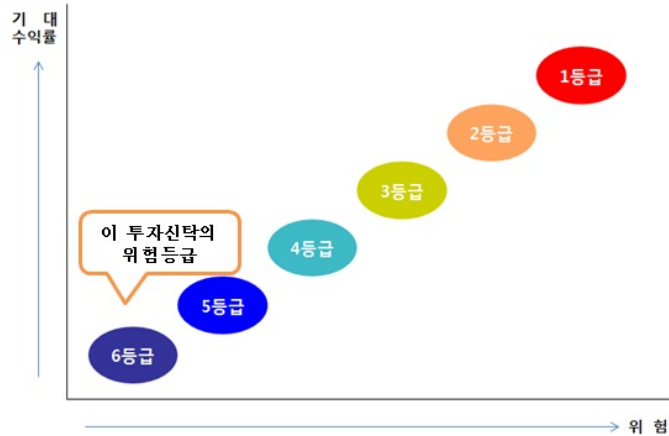 기 대
수익률
1등급
2등급
3등급
이 투자신탁의
위험등급
4등급
5등급
6등급
위 험